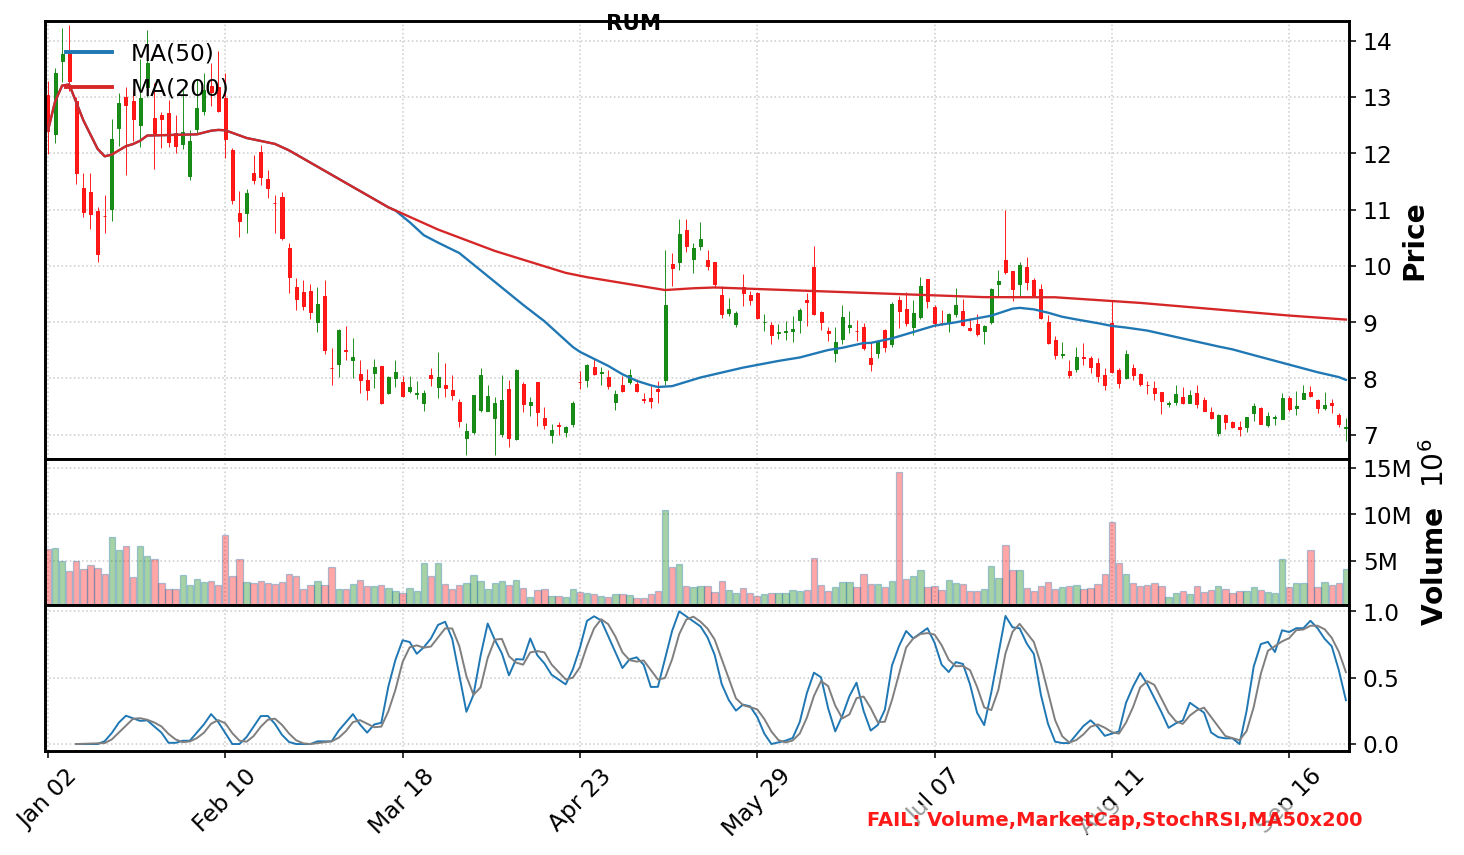 RUM
MA(50)
MA(200)
14
13
12
11
10
9
8
7
Price
15M
10M
5M
Volume 10^6
1.0
0.5
0.0
Jan 02
Feb 10
Mar 18
Apr 23
May 29
Jul 07
Aug 11
Sep 16
FAIL: Volume,Marketcap,StochRSI,MA50x200